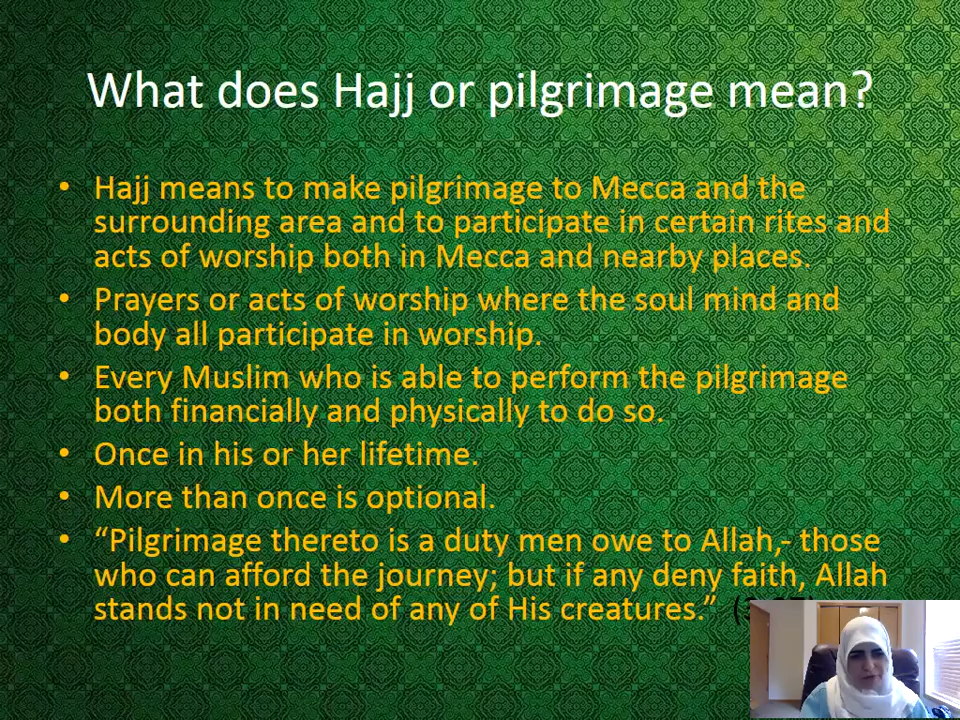 What does Hajj or pilgrimage mean?
• Hajj means to make pilgrimage to Mecca and the
surrounding area and to participate in certain rites and
acts of worship both in Mecca and nearby places.
• Prayers or acts of worship where the soul mind and
body all participate in worship.
• Every Muslim who is able to perform the pilgrimage
both financially and physically to do so.
• Once in his or her lifetime.
• More than once is optional.
• “Pilgrimage thereto is a duty men owe to Allah,- those
who can afford the journey; but if any deny faith, Allah
stands not in need of any of His creatures.”